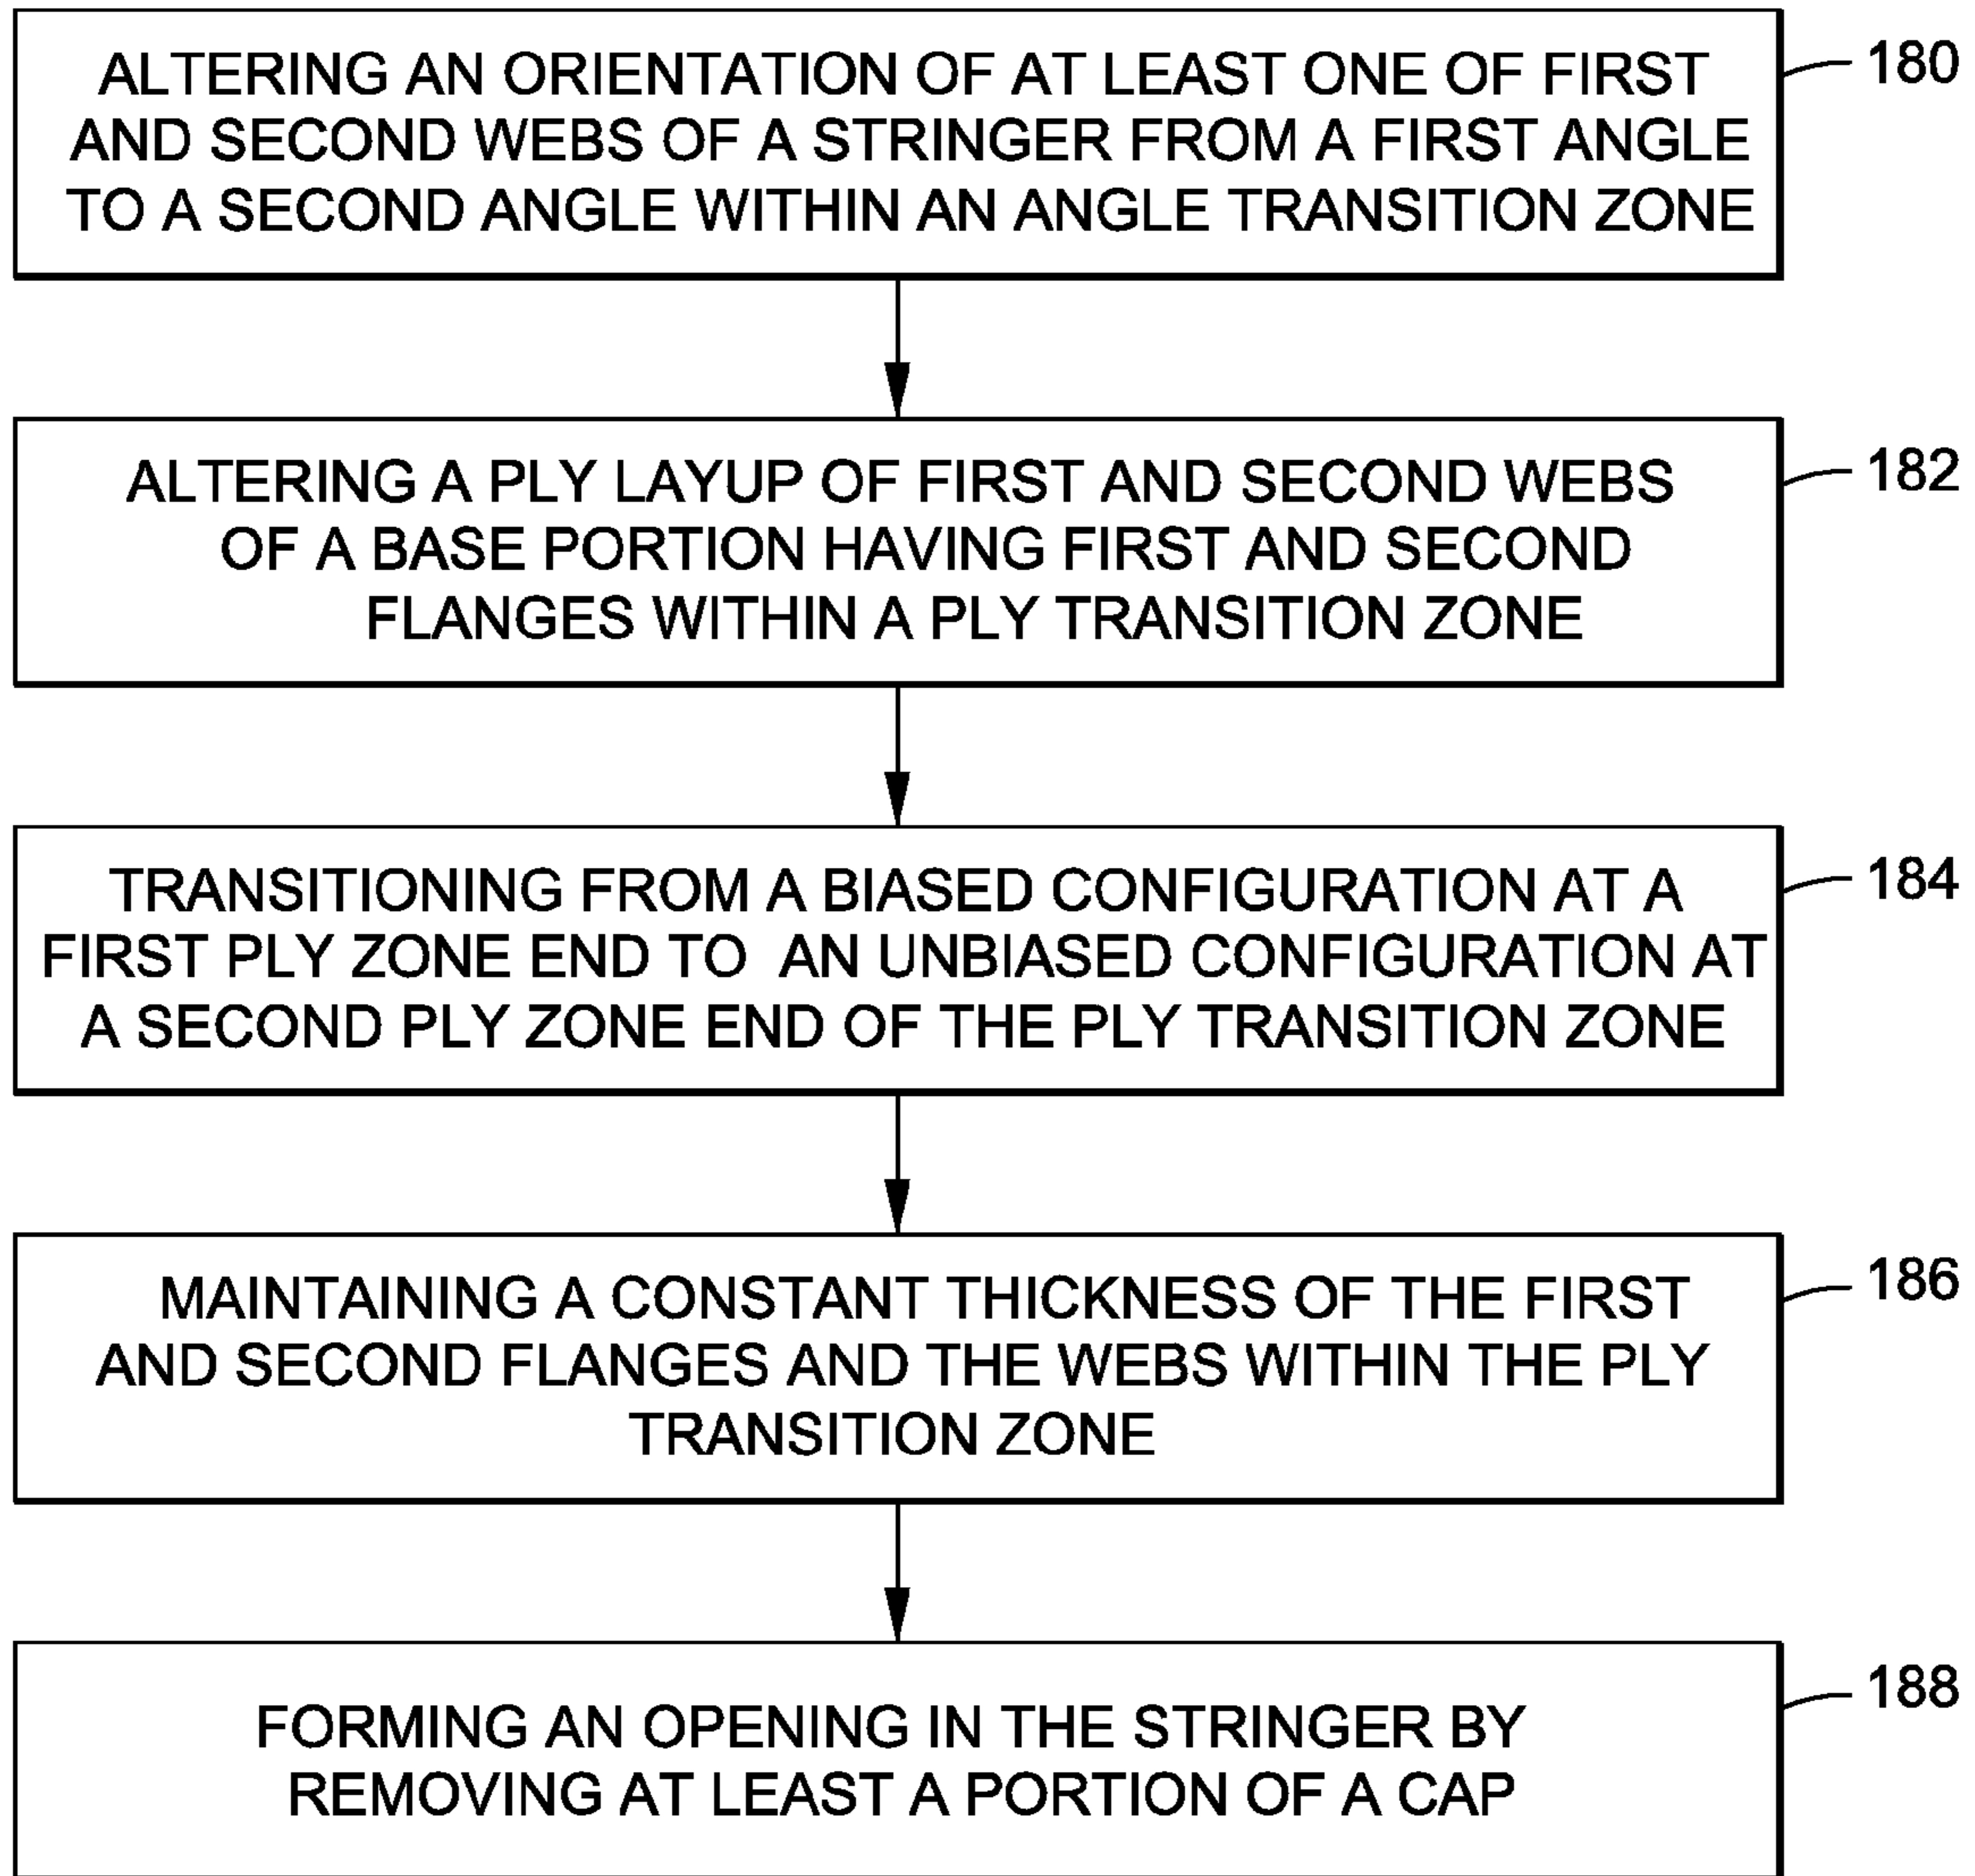 ALTERING AN ORIENTATION OF AT LEAST ONE OF FIRST
AND SECOND WEBS OF A STRINGER FROM A FIRST ANGLE
TO A SECOND ANGLE WITHIN AN ANGLE TRANSITION ZONE
180
ALTERING A PLY LAYUP OF FIRST AND SECOND WEBS
OF A BASE PORTION HAVING FIRST AND SECOND
FLANGES WITHIN A PLY TRANSITION ZONE
182
TRANSITIONING FROM A BIASED CONFIGURATION AT A
FIRST PLY ZONE END TO AN UNBIASED CONFIGURATION AT
A SECOND PLY ZONE END OF THE PLY TRANSITION ZONE
184
MAINTAINING A CONSTANT THICKNESS OF THE FIRST
AND SECOND FLANGES AND THE WEBS WITHIN THE PLY
TRANSITION ZONE
186
FORMING AN OPENING IN THE STRINGER BY
REMOVING AT LEAST A PORTION OF A CAP
188